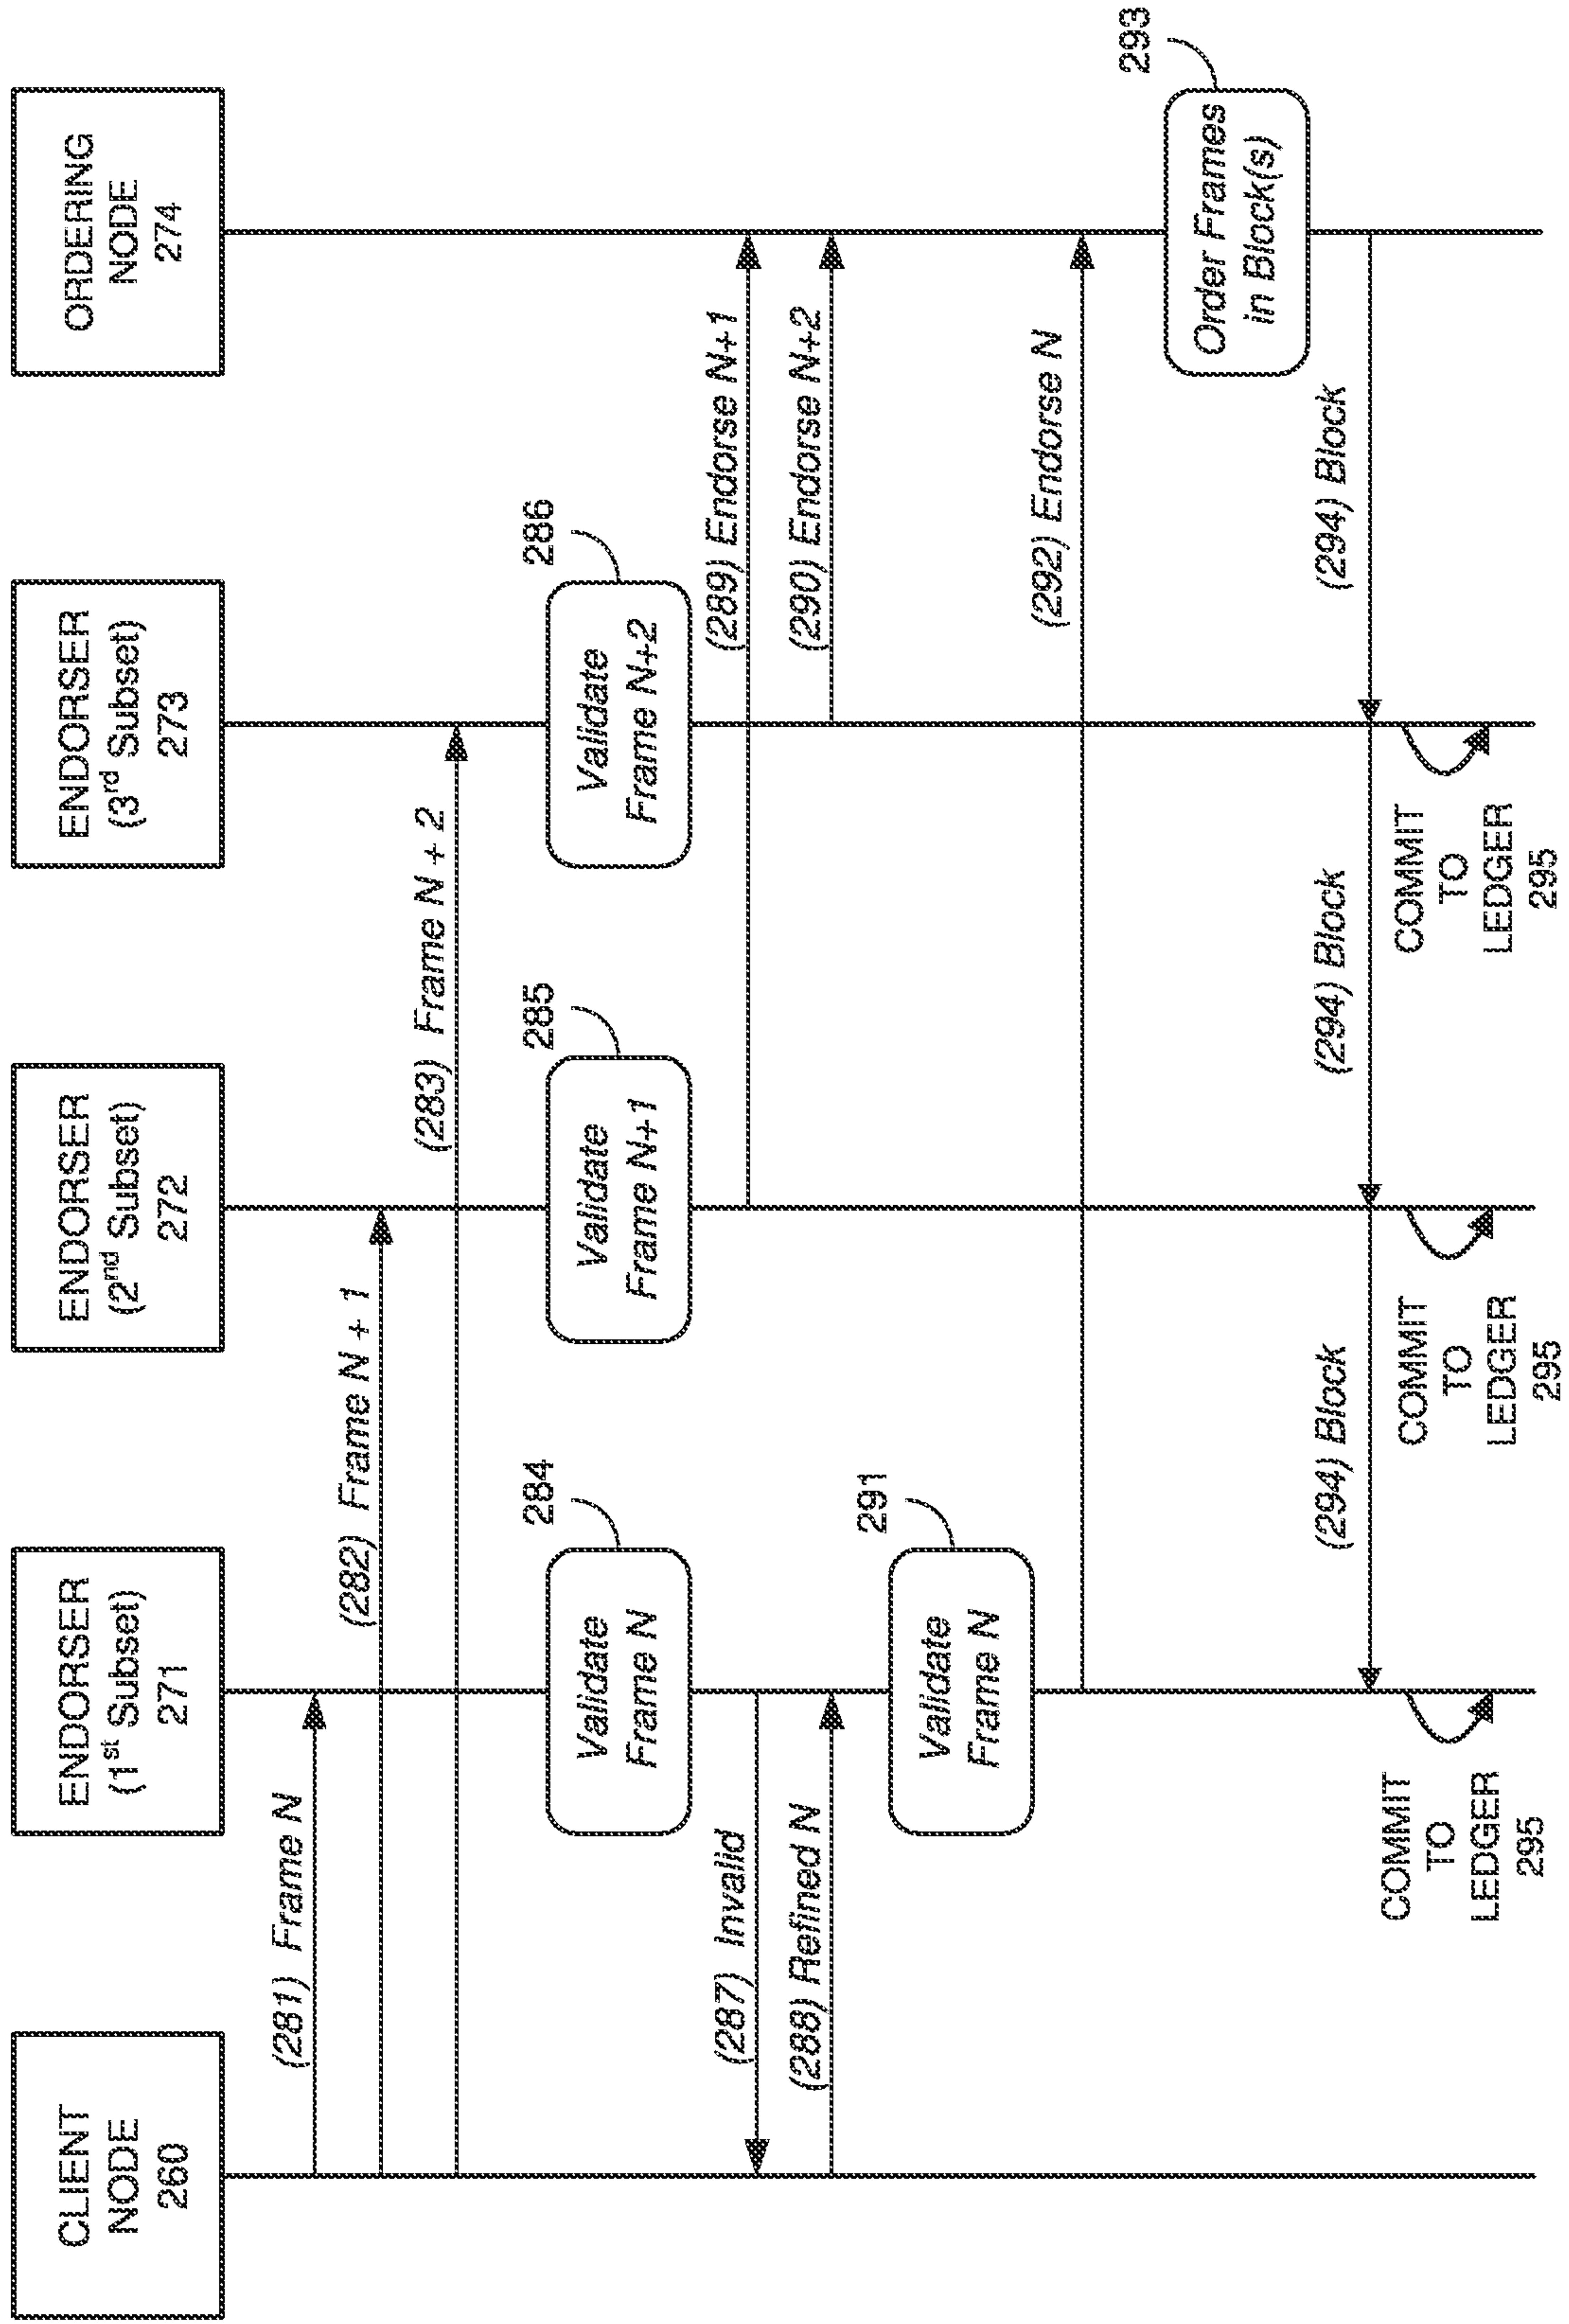 CLIENT
NODE
260
ENDORSER
(1st Subset)
271
ENDORSER
(2nd Subset)
272
ENDORSER
(3rd Subset)
273
ORDERING
NODE
274
(281) Frame N
(282) Frame N + 1
(283) Frame N + 2
284
Validate
Frame N
285
Validate
Frame N+1
286
Validate
Frame N+2
(287) Invalid
(289) Endorse N+1
(288) Refined N
(290) Endorse N+2
291
Validate
Frame N
(292) Endorse N
293
Order Frames
in Block(s)
(294) Block
(294) Block
(294) Block
COMMIT
TO
LEDGER
295
COMMIT
TO
LEDGER
295
COMMIT
TO
LEDGER
295